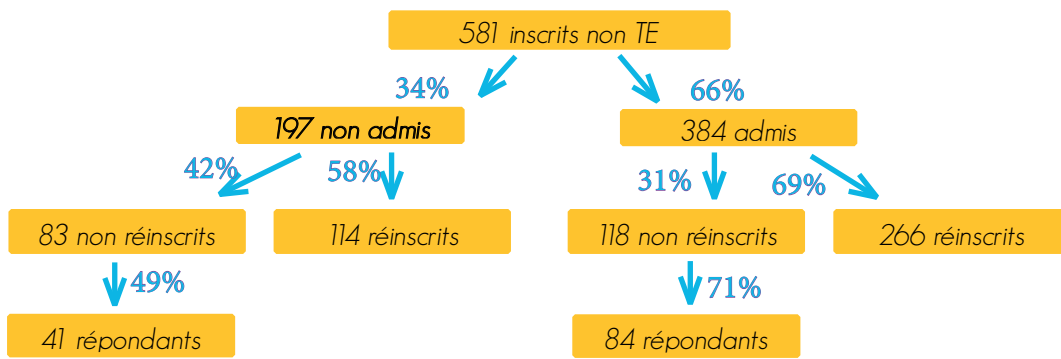 581 inscrits non TE
34%
66%
197 non admis
384 admis
42%
58%
31%
69%
83 non réinscrits
114 réinscrits
118 non réinscrits
266 réinscrits
49%
71%
41 répondants
84 répondants